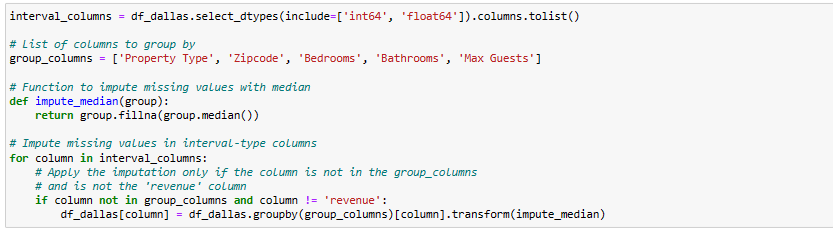 interval_columns = df_dallas.select_dtypes(include=['int64', 'float64']).columns.tolist()
# List of columns to group by
group_columns = ['Property Type', 'Zipcode', 'Bedrooms', 'Bathrooms', 'Max Guests']
# Function to impute missing values with median
def impute_median(group):
    return group.fillna(group.median())
# Impute missing values in interval-type columns
for column in interval_columns:
    # Apply the imputation only if the column is not in the group_columns
    # and is not the 'revenue' column
    if column not in group_columns and column != 'revenue':
        df_dallas[column] = df_dallas.groupby(group_columns)[column].transform(impute_median)